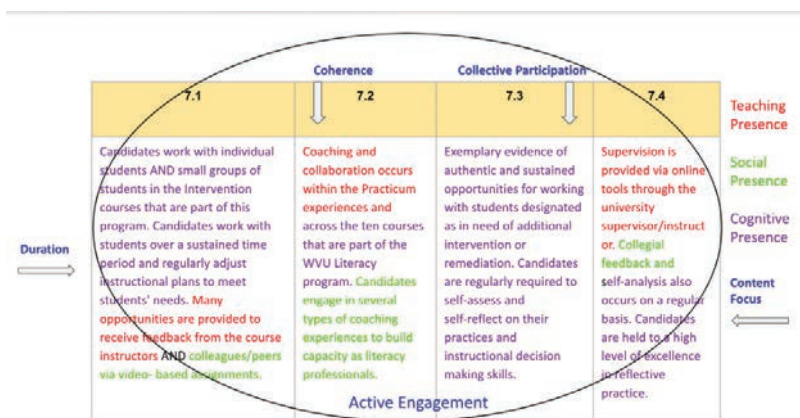 Coherence
Collective Participation
7.1
7.2
7.3
7.4
Candidates work with individual
students AND small groups of
students in the Intervention
courses that are part of this
program. Candidates work with
students over a sustained time
period and regularly adjust
instructional plans to meet
students' needs. Many
opportunities are provided to
receive feedback from the course
instructors AND colleagues/peers
via video- based assignments.
Coaching and
collaboration occurs
within the Practicum
experiences and
across the ten courses
that are part of the
WVU Literacy
program. Candidates
engage in several
types of coaching
experiences to build
capacity as literacy
professionals.
Exemplary evidence of
authentic and sustained
opportunities for working
with students designated
as in need of additional
intervention or
remediation. Candidates
are regularly required to
self-assess and
self-reflect on their
practices and
instructional decision
making skills.
Supervision is
provided via online
tools through the
university
supervisor/instruct
or. Collegial
feedback and
self-analysis also
occurs on a regular
basis. Candidates
are held to a high
level of excellence
in reflective
practice.
Teaching
Presence
Social
Presence
Cognitive
Presence
Duration
Content
Focus
Active Engagement